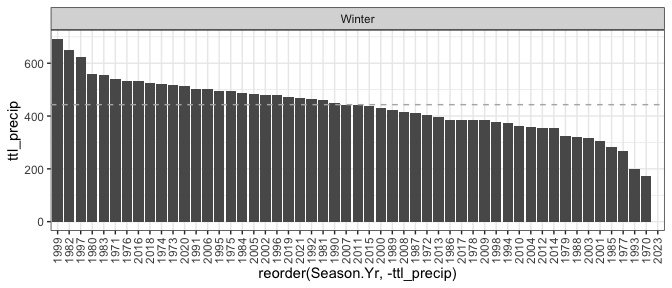 Winter
ttl_precip
600
400
200
0
1999 1982 1997 1980 1983 1971 1976 2016 2018 1974 1973 2020 1991 2006 1995 1975 1984 2005 2002 1996 2019 2021 1992 1981 1990 2007 2011 2015 2000 1989 2008 1987 1972 2013 1986 2017 1978 2009 1998 1994 2010 2004 2012 2014 1979 1988 2003 2001 1985 1977 1993 1970 2023
reorder(Season.Yr, -ttl_precip)